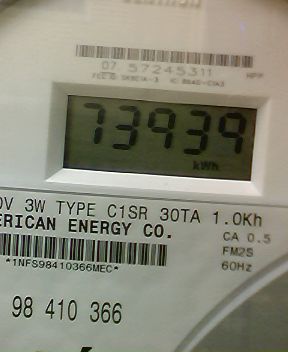 07. 57245311
73939
kWh
0V 3W TYPE C1SR 30TA 1.0Kh
ERICAN ENERGY CO.
CA 0.5
FM2S
60Hz
*1NFS98410366MEC*
98 410 366